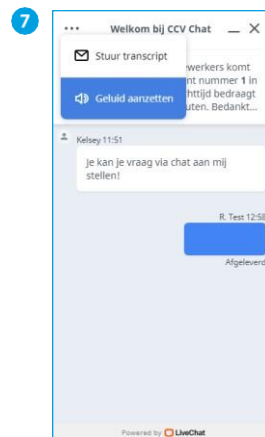 7
Welkom bij CCV Chat
Stuur transcript
ewerkers komt
nt nummer 1 in
Geluid aanzetten
httijd bedraagt
uten. Bedankt...
Kelsey 11:51
Je kan je vraag via chat aan mij
stellen!
R. Test 12:58
Afgeleverd
Powered by LiveChat